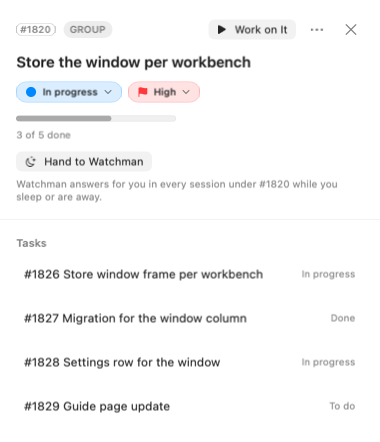 #1820 GROUP Work on It
Store the window per workbench
In progress High
3 of 5 done
Hand to Watchman
Watchman answers for you in every session under #1820 while you
sleep or are away.
Tasks
#1826 Store window frame per workbench In progress
#1827 Migration for the window column Done
#1828 Settings row for the window In progress
#1829 Guide page update To do